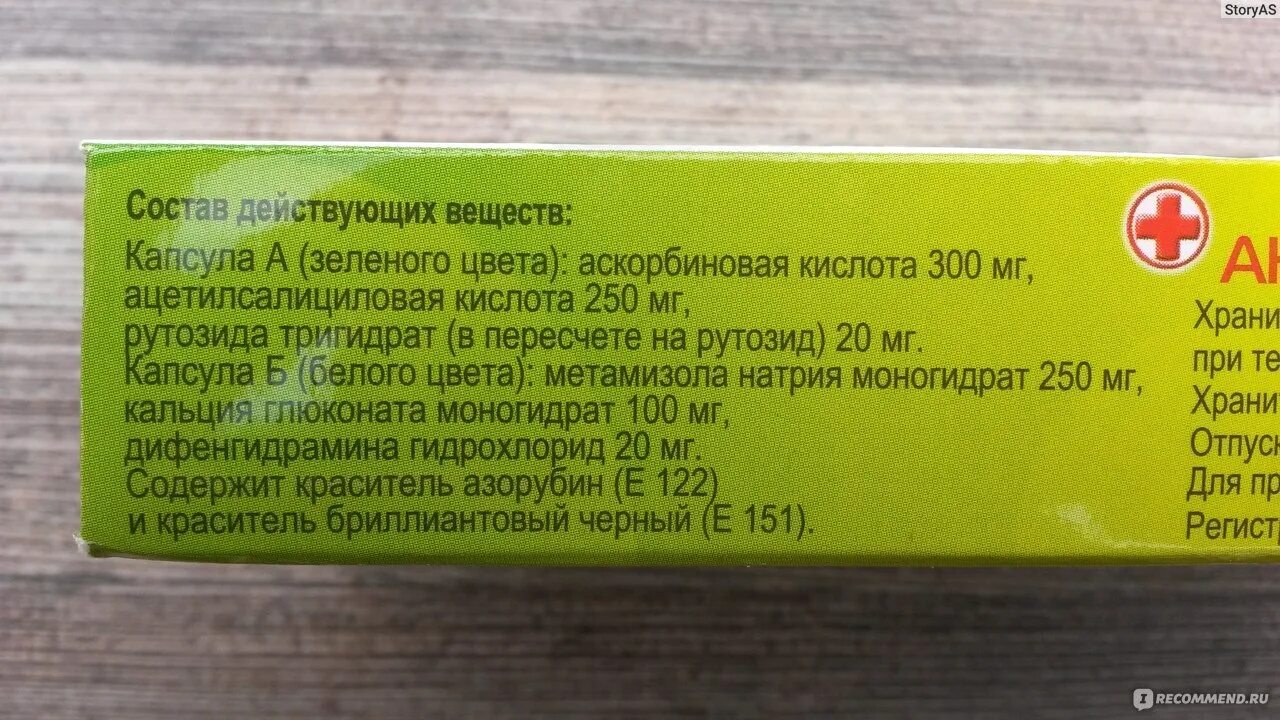 StoryAS
Состав действующих веществ:
Капсула А (зеленого цвета): аскорбиновая кислота 300 мг,
ацетилсалициловая кислота 250 мг,
рутозида тригидрат (в пересчете на рутозид) 20 мг.
Капсула Б (белого цвета): метамизола натрия моногидрат 250 мг,
кальция глюконата моногидрат 100 мг,
дифенгидрамина гидрохлорид 20 мг.
Содержит краситель азорубин (Е 122)
и краситель бриллиантовый черный (Е 151).
Храни
при те
Храни
Отпуск
Для пр
Регистр
IRECOMMEND.RU